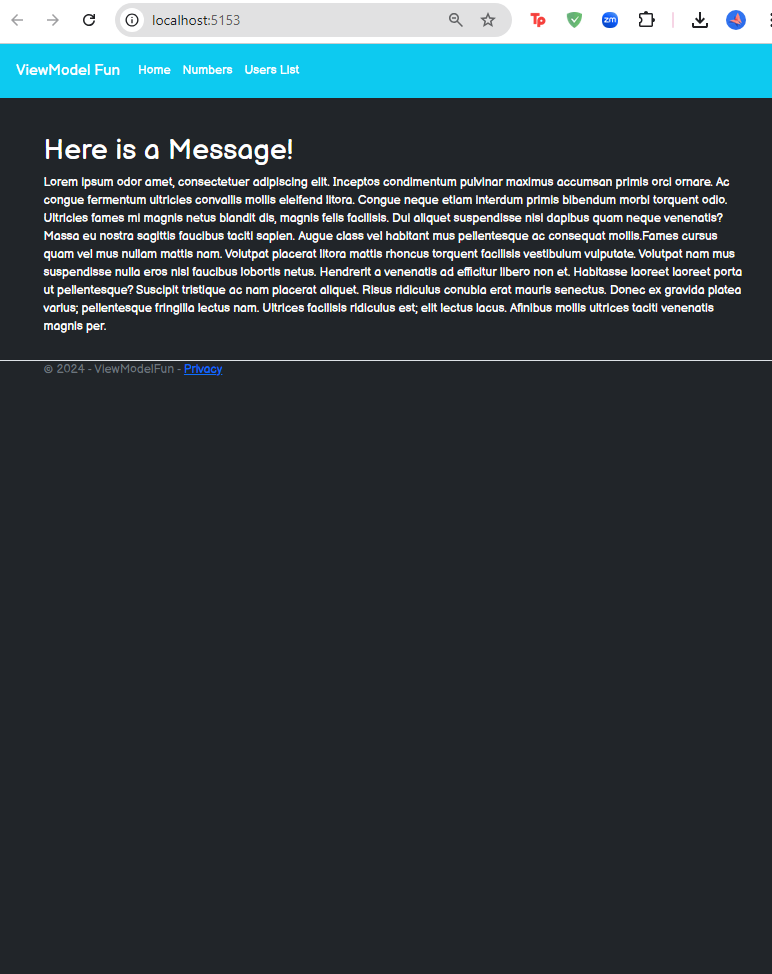 localhost:5153
Tp
zm
ViewModel Fun Home Numbers Users List
Here is a Message!
Lorem ipsum odor amet, consectetuer adipiscing elit. Inceptos condimentum pulvinar maximus accumsan primis orci ornare. Ac
congue fermentum ultricies convallis mollis eleifend litora. Congue neque etiam interdum primis bibendum morbi torquent odio.
Ultricies fames mi magnis netus blandit dis, magnis felis facilisis. Dui aliquet suspendisse nisi dapibus quam neque venenatis?
Massa eu nostra sagittis faucibus taciti sapien. Augue class vel habitant mus pellentesque ac consequat mollis.Fames cursus
quam vel mus nullam mattis nam. Volutpat placerat litora mattis rhoncus torquent facilisis vestibulum vulputate. Volutpat nam mus
suspendisse nulla eros nisl faucibus lobortis netus. Hendrerit a venenatis ad efficitur libero non et. Habitasse laoreet laoreet porta
ut pellentesque? Suscipit tristique ac nam placerat aliquet. Risus ridiculus conubia erat mauris senectus. Donec ex gravida platea
varius; pellentesque fringilla lectus nam. Ultrices facilisis ridiculus est; elit lectus lacus. Afinibus mollis ultrices taciti venenatis
magnis per.
© 2024 - ViewModelFun - Privacy